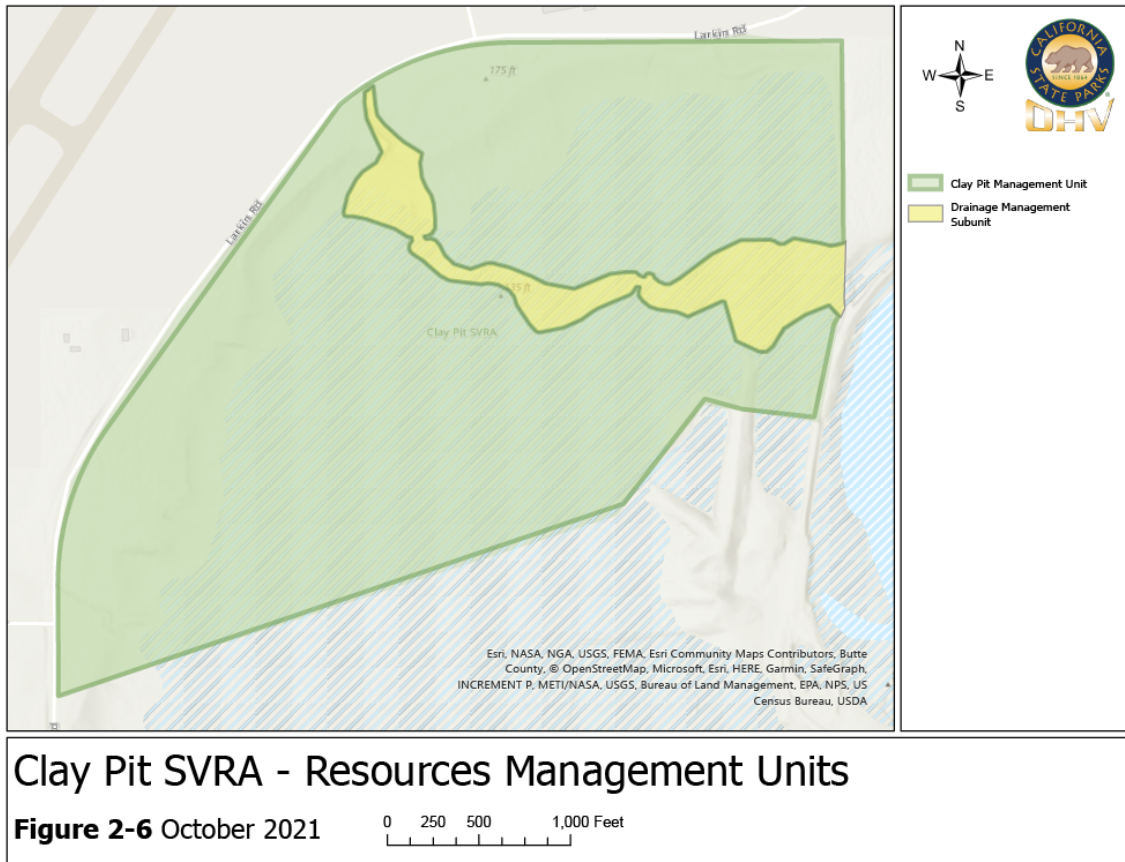 Larkin Rd
175 ft
Larkin Rd
135 ft
Clay Pit SVRA
Esri, NASA, NGA, USGS, FEMA, Esri Community Maps Contributors, Butte
County, © OpenStreetMap, Microsoft, Esri, HERE, Garmin, SafeGraph,
INCREMENT P, METI/NASA, USGS, Bureau of Land Management, EPA, NPS, US
Census Bureau, USDA
N
W E
S
CALIFORNIA
SINCE 1864
STATE PARKS
OHV
Clay Pit Management Unit
Drainage Management
Subunit
Clay Pit SVRA - Resources Management Units
Figure 2-6 October 2021
0 250 500 1,000 Feet